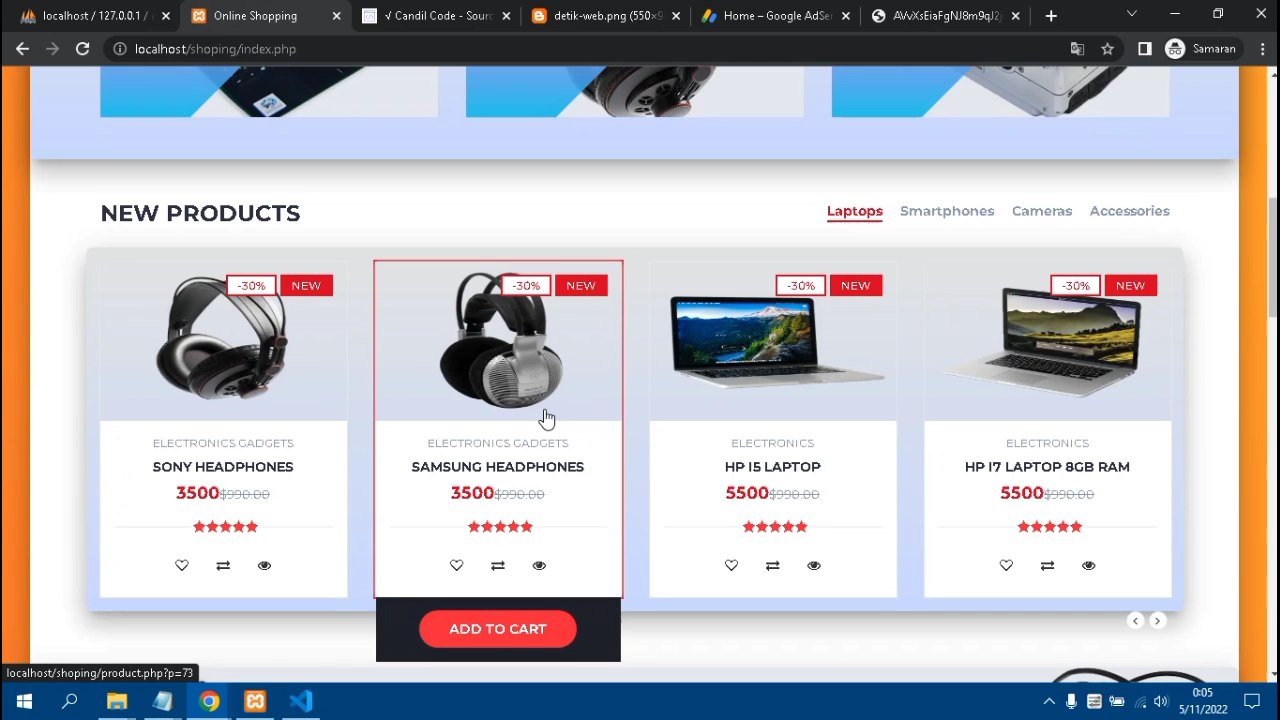 localhost / 127.0.0.1 /
Online Shopping
√ Candil Code - Sourc
detik-web.png (550×9
Home – Google AdSen
localhost/shoping/index.php
Samaran
NEW PRODUCTS
Laptops Smartphones Cameras Accessories
-30% NEW
-30% NEW
-30% NEW
-30% NEW
ELECTRONICS GADGETS
SONY HEADPHONES
3500 $990.00
ELECTRONICS GADGETS
SAMSUNG HEADPHONES
3500 $990.00
ADD TO CART
ELECTRONICS
HP I5 LAPTOP
5500 $990.00
ELECTRONICS
HP I7 LAPTOP 8GB RAM
5500 $990.00
localhost/shoping/product.php?p=73
0:05
5/11/2022